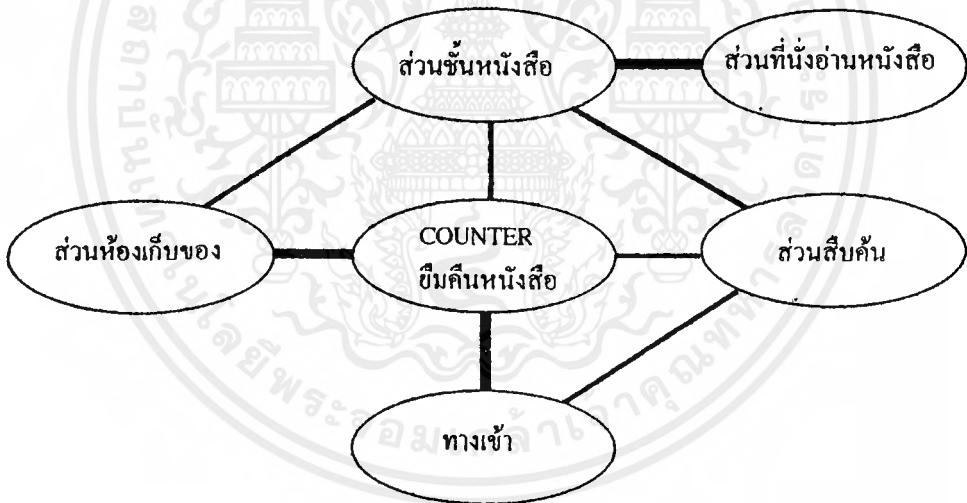 ส่วนชั้นหนังสือ
ส่วนที่นั่งอ่านหนังสือ
ส่วนห้องเก็บของ
COUNTER
ยืมคืนหนังสือ
ส่วนสืบค้น
ทางเข้า